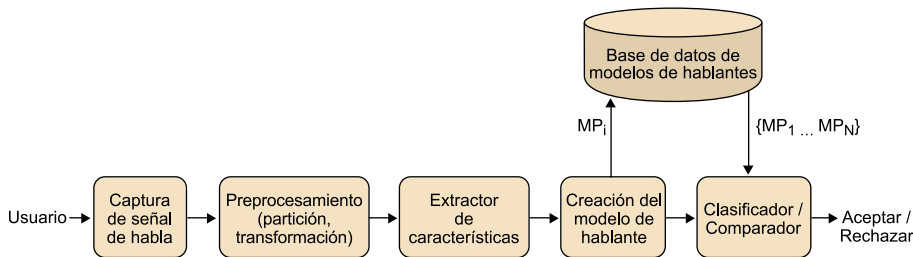 Base de datos de
modelos de hablantes
MPi
{MP1 ... MPN}
Usuario
Captura
de señal
de habla
Preprocesamiento
(partición,
transformación)
Extractor
de
características
Creación del
modelo de
hablante
Clasificador /
Comparador
Aceptar /
Rechazar